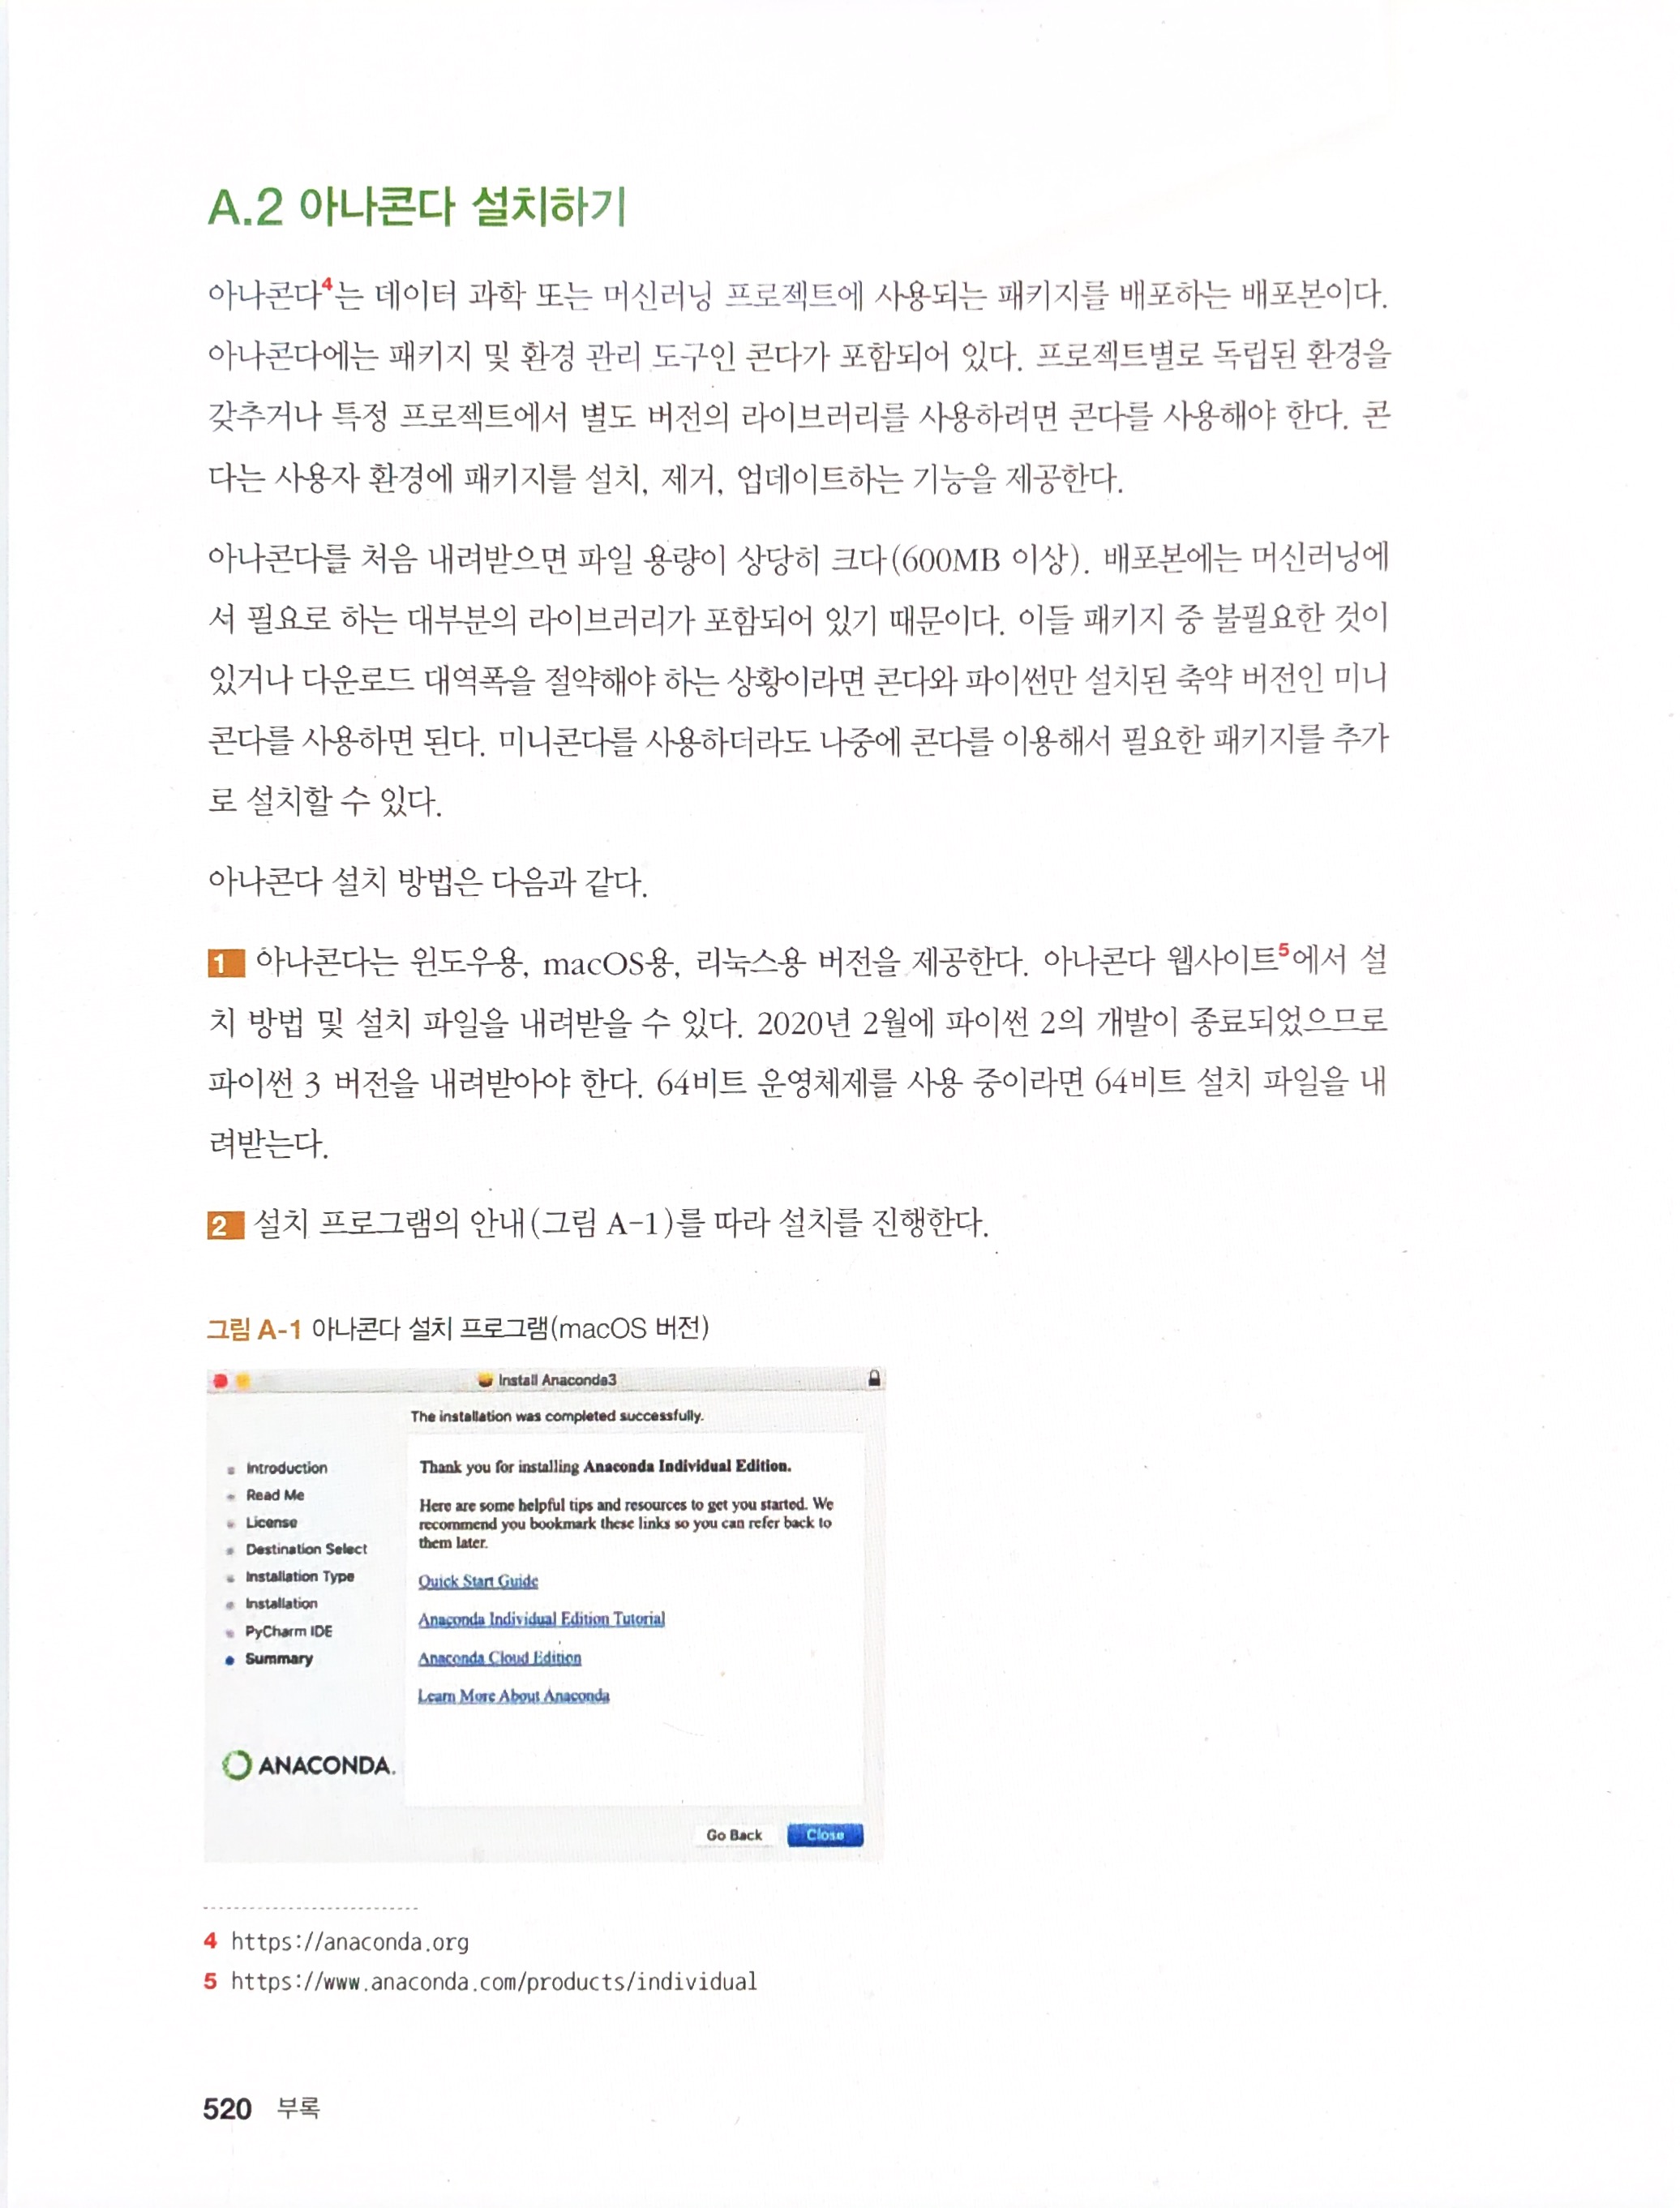 A.2 아나콘다 설치하기
아나콘다4는 데이터 과학 또는 머신러닝 프로젝트에 사용되는 패키지를 배포하는 배포본이다.
아나콘다에는 패키지 및 환경 관리 도구인 콘다가 포함되어 있다. 프로젝트별로 독립된 환경을
갖추거나 특정 프로젝트에서 별도 버전의 라이브러리를 사용하려면 콘다를 사용해야 한다. 콘
다는 사용자 환경에 패키지를 설치, 제거, 업데이트하는 기능을 제공한다.
아나콘다를 처음 내려받으면 파일 용량이 상당히 크다(600MB 이상). 배포본에는 머신러닝에
서 필요로 하는 대부분의 라이브러리가 포함되어 있기 때문이다. 이들 패키지 중 불필요한 것이
있거나 다운로드 대역폭을 절약해야 하는 상황이라면 콘다와 파이썬만 설치된 축약 버전인 미니
콘다를 사용하면 된다. 미니콘다를 사용하더라도 나중에 콘다를 이용해서 필요한 패키지를 추가
로 설치할 수 있다.
아나콘다 설치 방법은 다음과 같다.
1 아나콘다는 윈도우용, macOS용, 리눅스용 버전을 제공한다. 아나콘다 웹사이트5에서 설
치 방법 및 설치 파일을 내려받을 수 있다. 2020년 2월에 파이썬 2의 개발이 종료되었으므로
파이썬 3 버전을 내려받아야 한다. 64비트 운영체제를 사용 중이라면 64비트 설치 파일을 내
려받는다.
2 설치 프로그램의 안내(그림 A-1)를 따라 설치를 진행한다.
그림 A-1 아나콘다 설치 프로그램(macOS 버전)
Install Anaconda3
The installation was completed successfully.
Introduction
Read Me
License
Destination Select
Installation Type
Installation
PyCharm IDE
Summary
Thank you for installing Anaconda Individual Edition.
Here are some helpful tips and resources to get you started. We
recommend you bookmark these links so you can refer back to
them later.
Quick Start Guide
Anaconda Individual Edition Tutorial
Anaconda Cloud Edition
Learn More About Anaconda
ANACONDA.
Go Back
Close
4 https://anaconda.org
5 https://www.anaconda.com/products/individual
520 부록